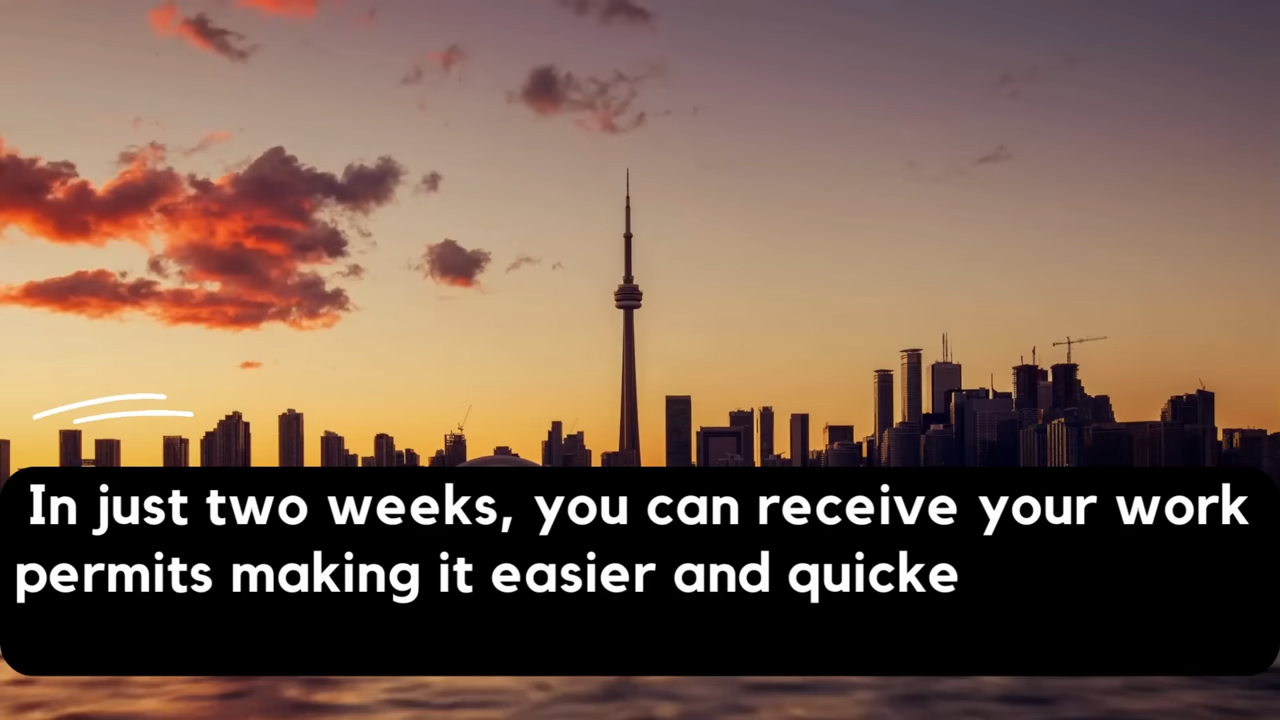 In just two weeks, you can receive your work
permits making it easier and quicke